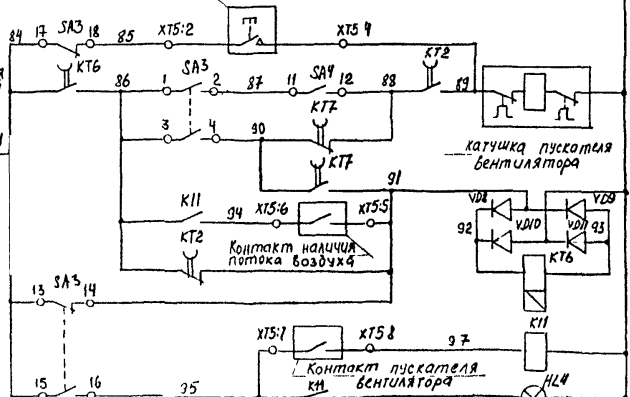 84 17 SA3 18 85 XT5:2 XT5 4
KT6 86 1 SA3 2 87 11 SA4 12 88 KT2 89
KT7
3 4 90
катушка пускателя
вентилятора
KT7
91
K11 94 XT5:6 XT5:5
VD8 VD9
92 VD10 VD11 93
KT2
Контакт наличия
потока воздуха
KT6
SA3
13 14
K11
XT5:7 XT5 8 97
Контакт пускателя
вентилятора
15 16 95 K11 HL4